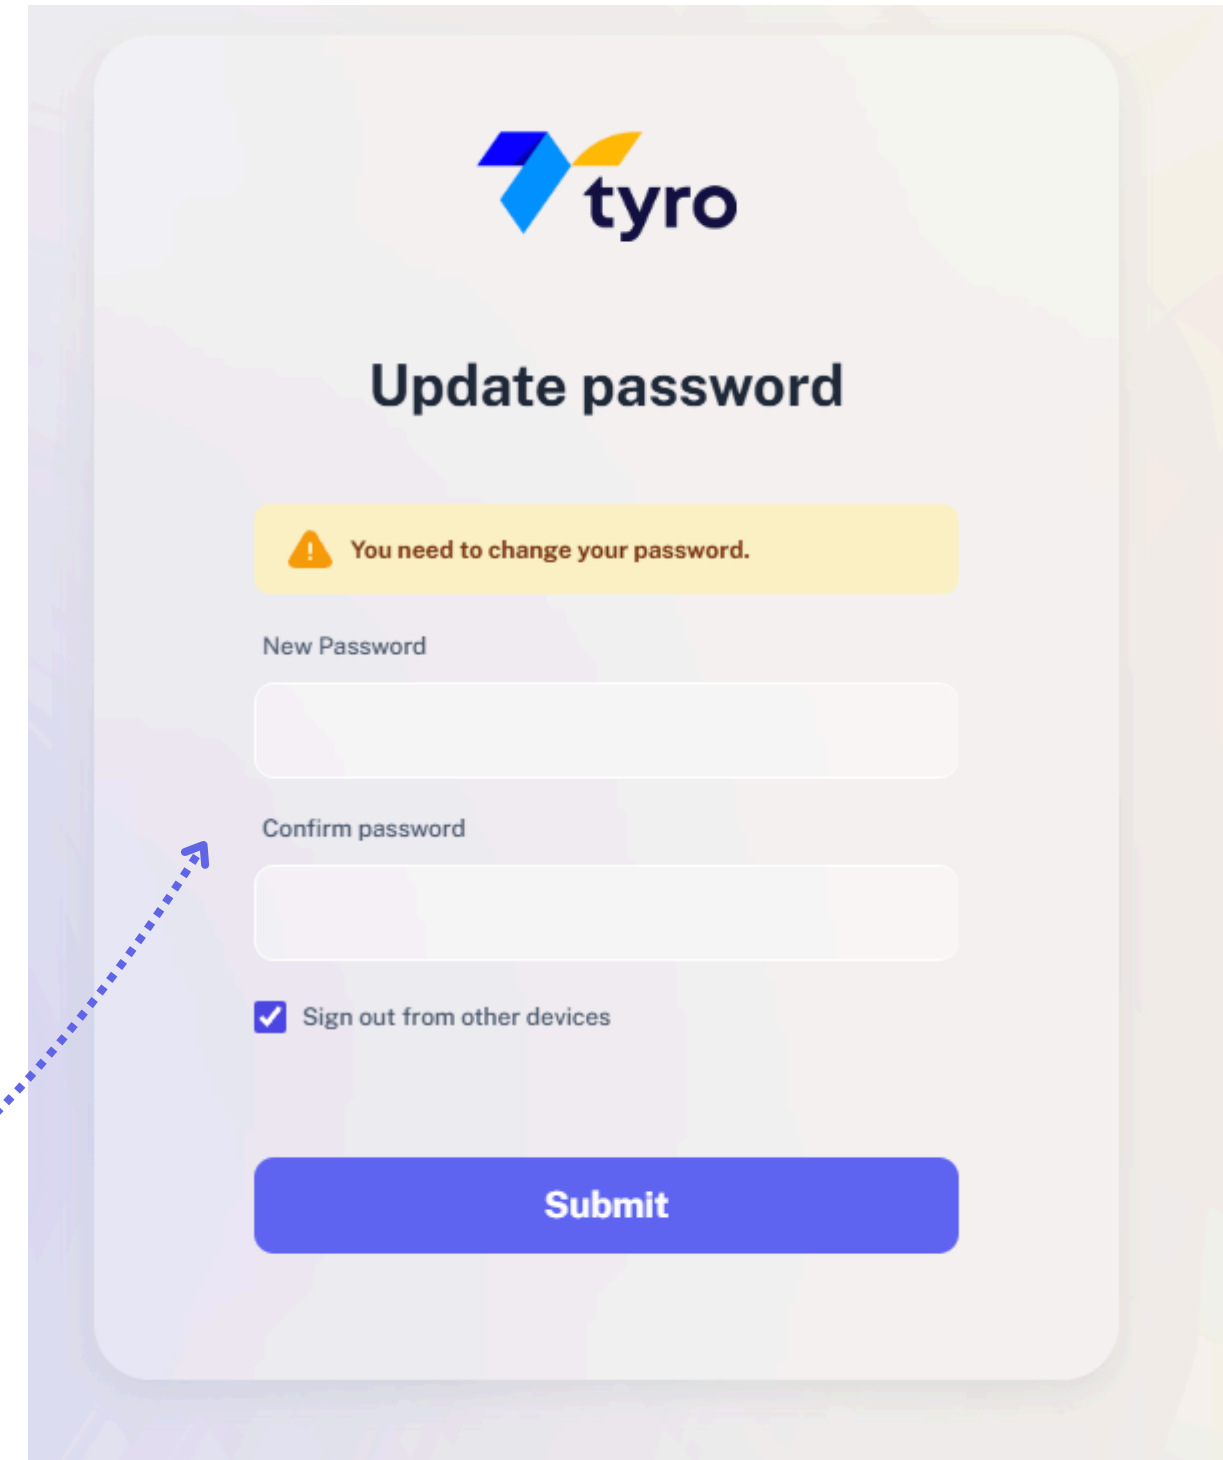 tyro
Update password
You need to change your password.
New Password
Confirm password
Sign out from other devices
Submit